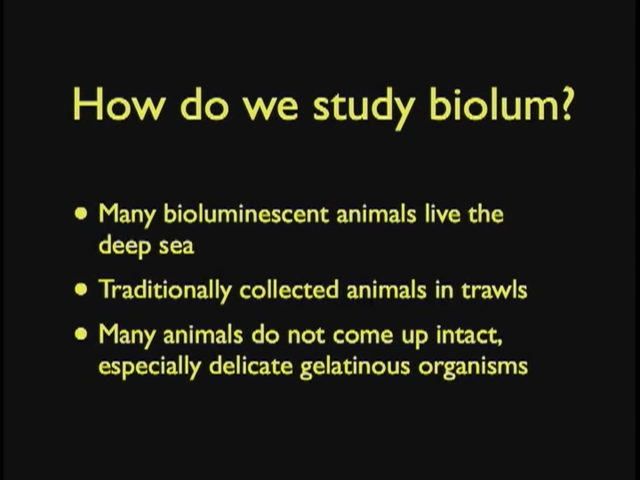 How do we study biolum?
• Many bioluminescent animals live the
deep sea
• Traditionally collected animals in trawls
• Many animals do not come up intact,
especially delicate gelatinous organisms